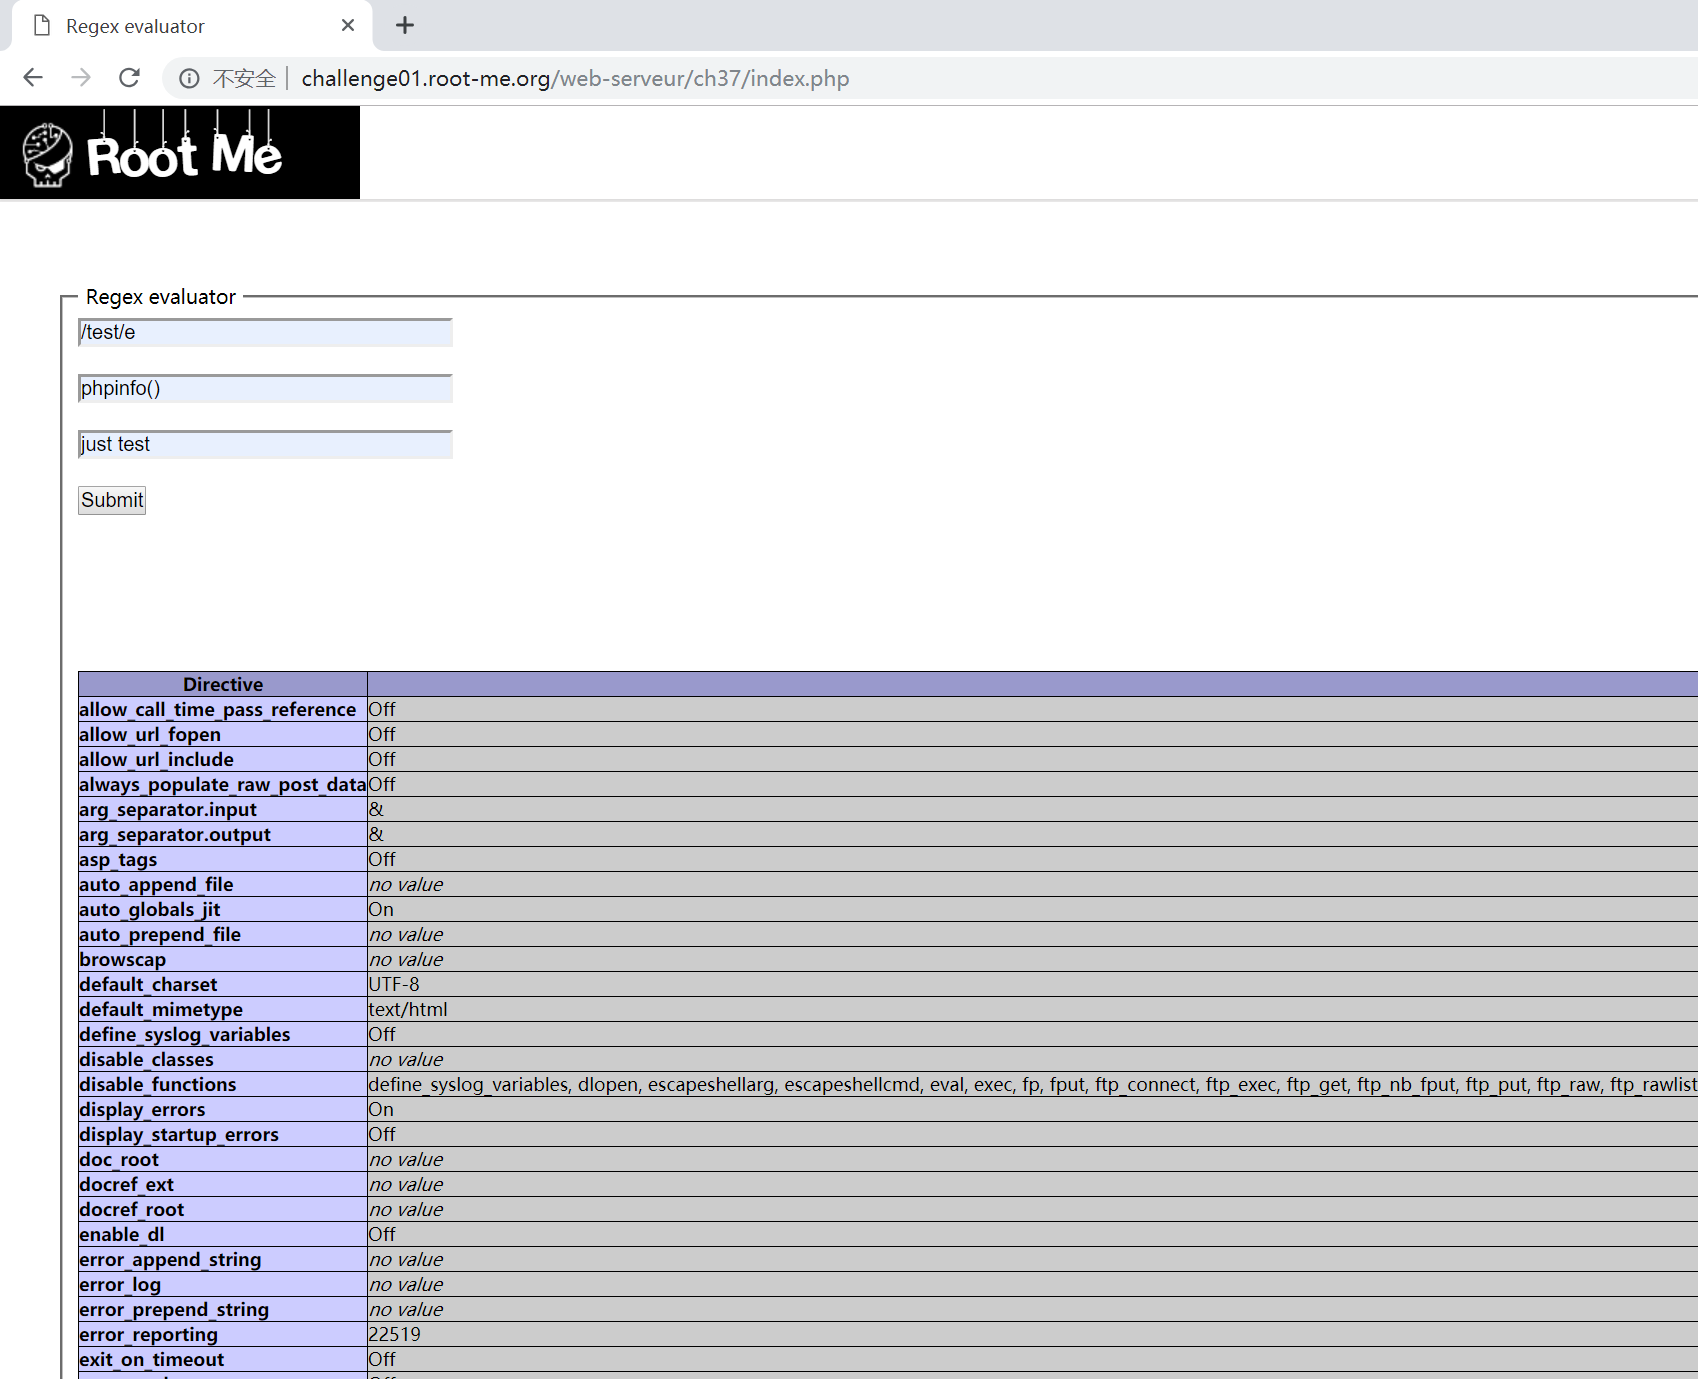 Regex evaluator
不安全 challenge01.root-me.org/web-serveur/ch37/index.php
Root Me
Regex evaluator
/test/e
phpinfo()
just test
Submit
Directive
allow_call_time_pass_reference Off
allow_url_fopen Off
allow_url_include Off
always_populate_raw_post_data Off
arg_separator.input &
arg_separator.output &
asp_tags Off
auto_append_file no value
auto_globals_jit On
auto_prepend_file no value
browscap no value
default_charset UTF-8
default_mimetype text/html
define_syslog_variables Off
disable_classes no value
disable_functions define_syslog_variables, dlopen, escapeshellarg, escapeshellcmd, eval, exec, fp, fput, ftp_connect, ftp_exec, ftp_get, ftp_nb_fput, ftp_put, ftp_raw, ftp_rawlist
display_errors On
display_startup_errors Off
doc_root no value
docref_ext no value
docref_root no value
enable_dl Off
error_append_string no value
error_log no value
error_prepend_string no value
error_reporting 22519
exit_on_timeout Off